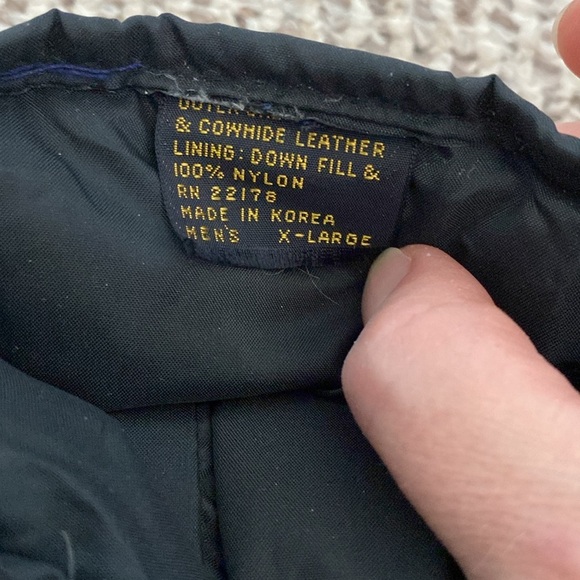 & COWHIDE LEATHER
LINING: DOWN FILL &
100% NYLON
RN 22178
MADE IN KOREA
MEN'S X-LARGE